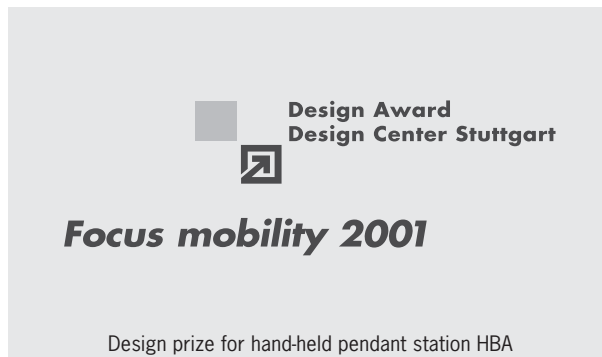 Design Award
Design Center Stuttgart
Focus mobility 2001
Design prize for hand-held pendant station HBA